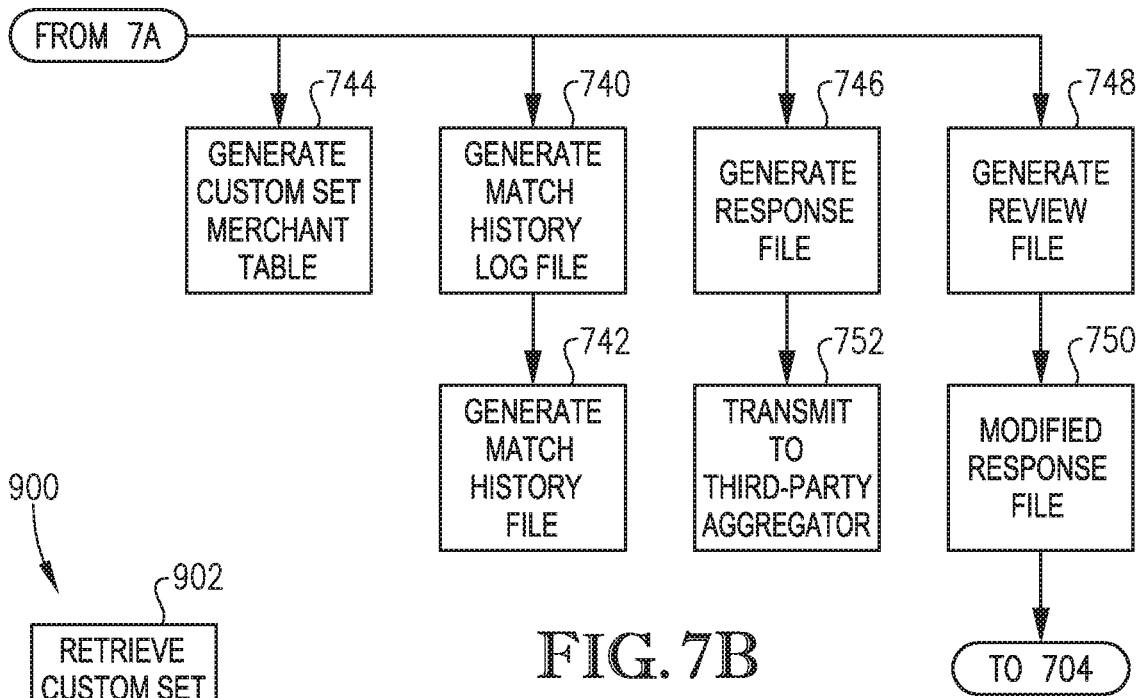 FROM 7A
744
740
746
748
GENERATE
CUSTOM SET
MERCHANT
TABLE
GENERATE
MATCH
HISTORY
LOG FILE
GENERATE
RESPONSE
FILE
GENERATE
REVIEW
FILE
742
752
750
GENERATE
MATCH
HISTORY
FILE
TRANSMIT
TO
THIRD-PARTY
AGGREGATOR
MODIFIED
RESPONSE
FILE
900
902
RETRIEVE
CUSTOM SET
FIG. 7B
TO 704